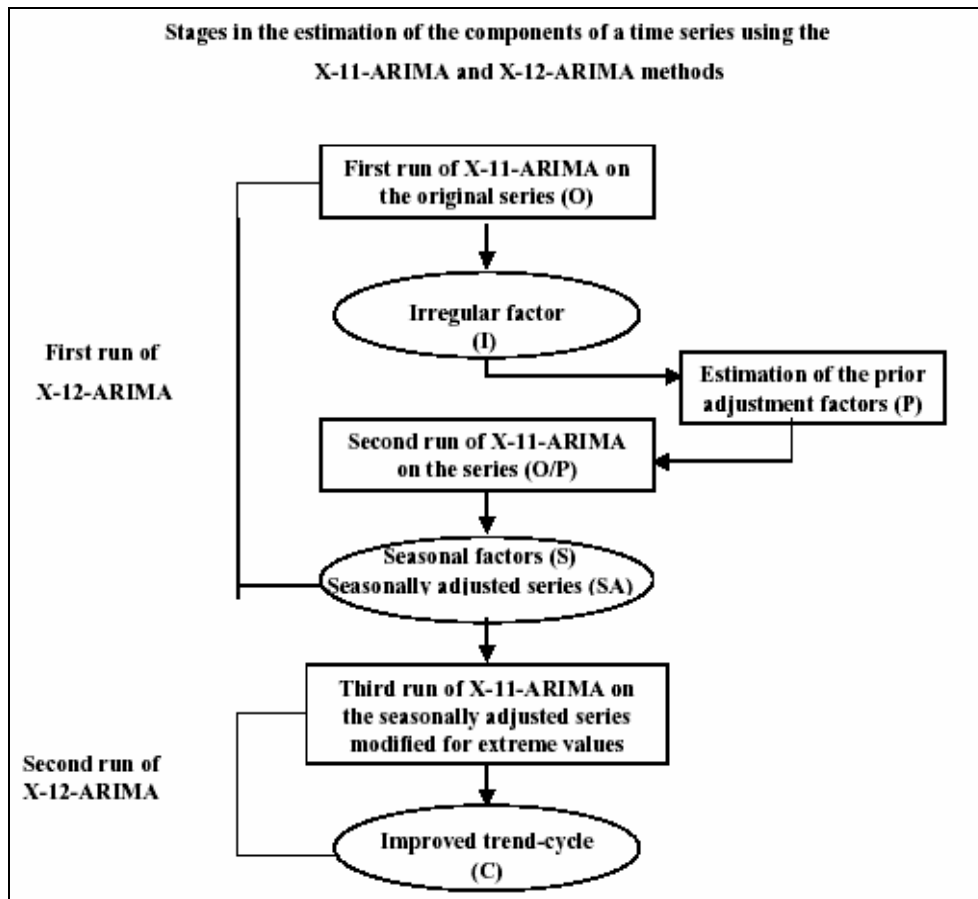 Stages in the estimation of the components of a time series using the
X-11-ARIMA and X-12-ARIMA methods
First run of X-11-ARIMA on
the original series (O)
Irregular factor
(I)
First run of
X-12-ARIMA
Estimation of the prior
adjustment factors (P)
Second run of X-11-ARIMA
on the series (O/P)
Seasonal factors (S)
Seasonally adjusted series (SA)
Third run of X-11-ARIMA on
the seasonally adjusted series
modified for extreme values
Second run of
X-12-ARIMA
Improved trend-cycle
(C)